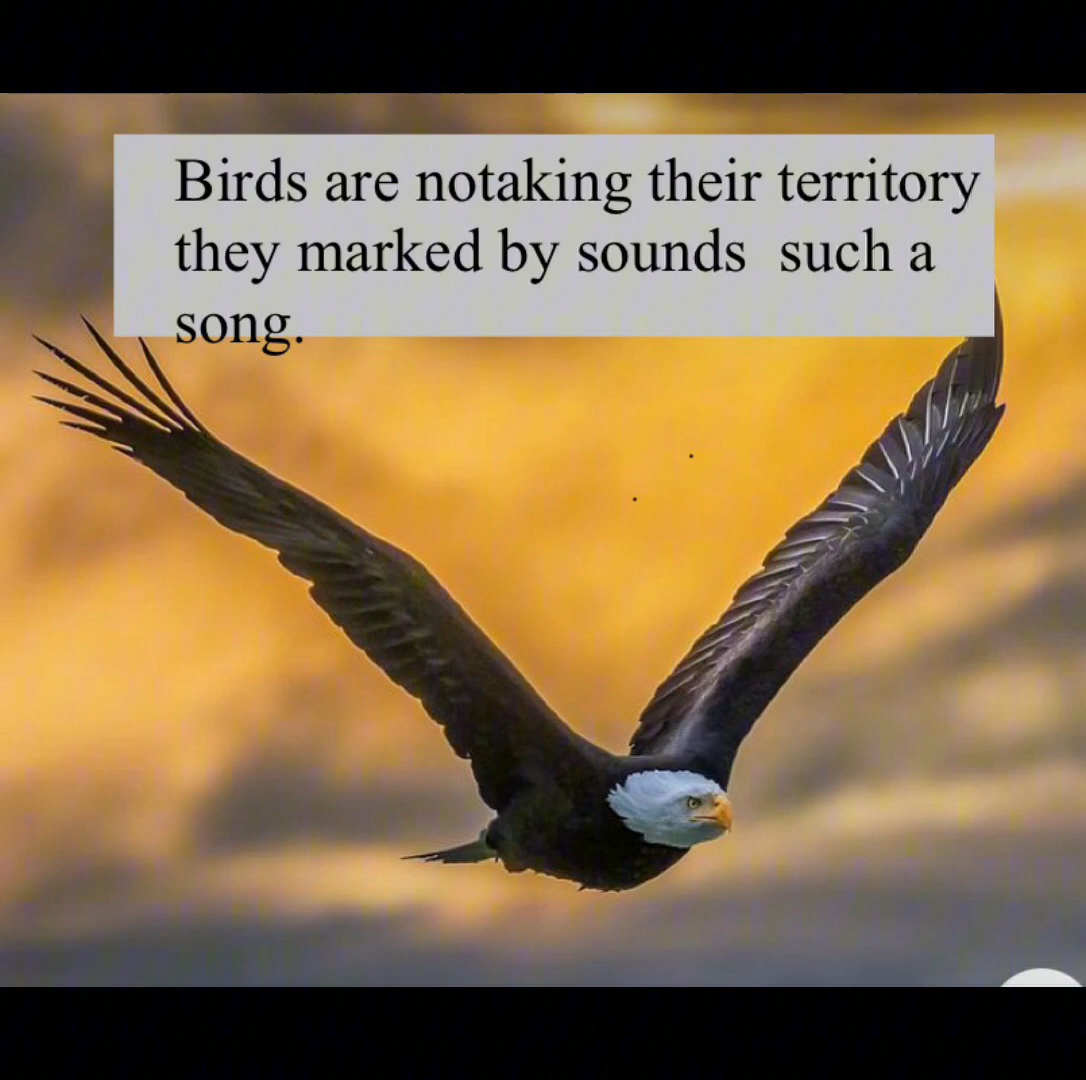 Birds are notaking their territory
they marked by sounds  such a
song.